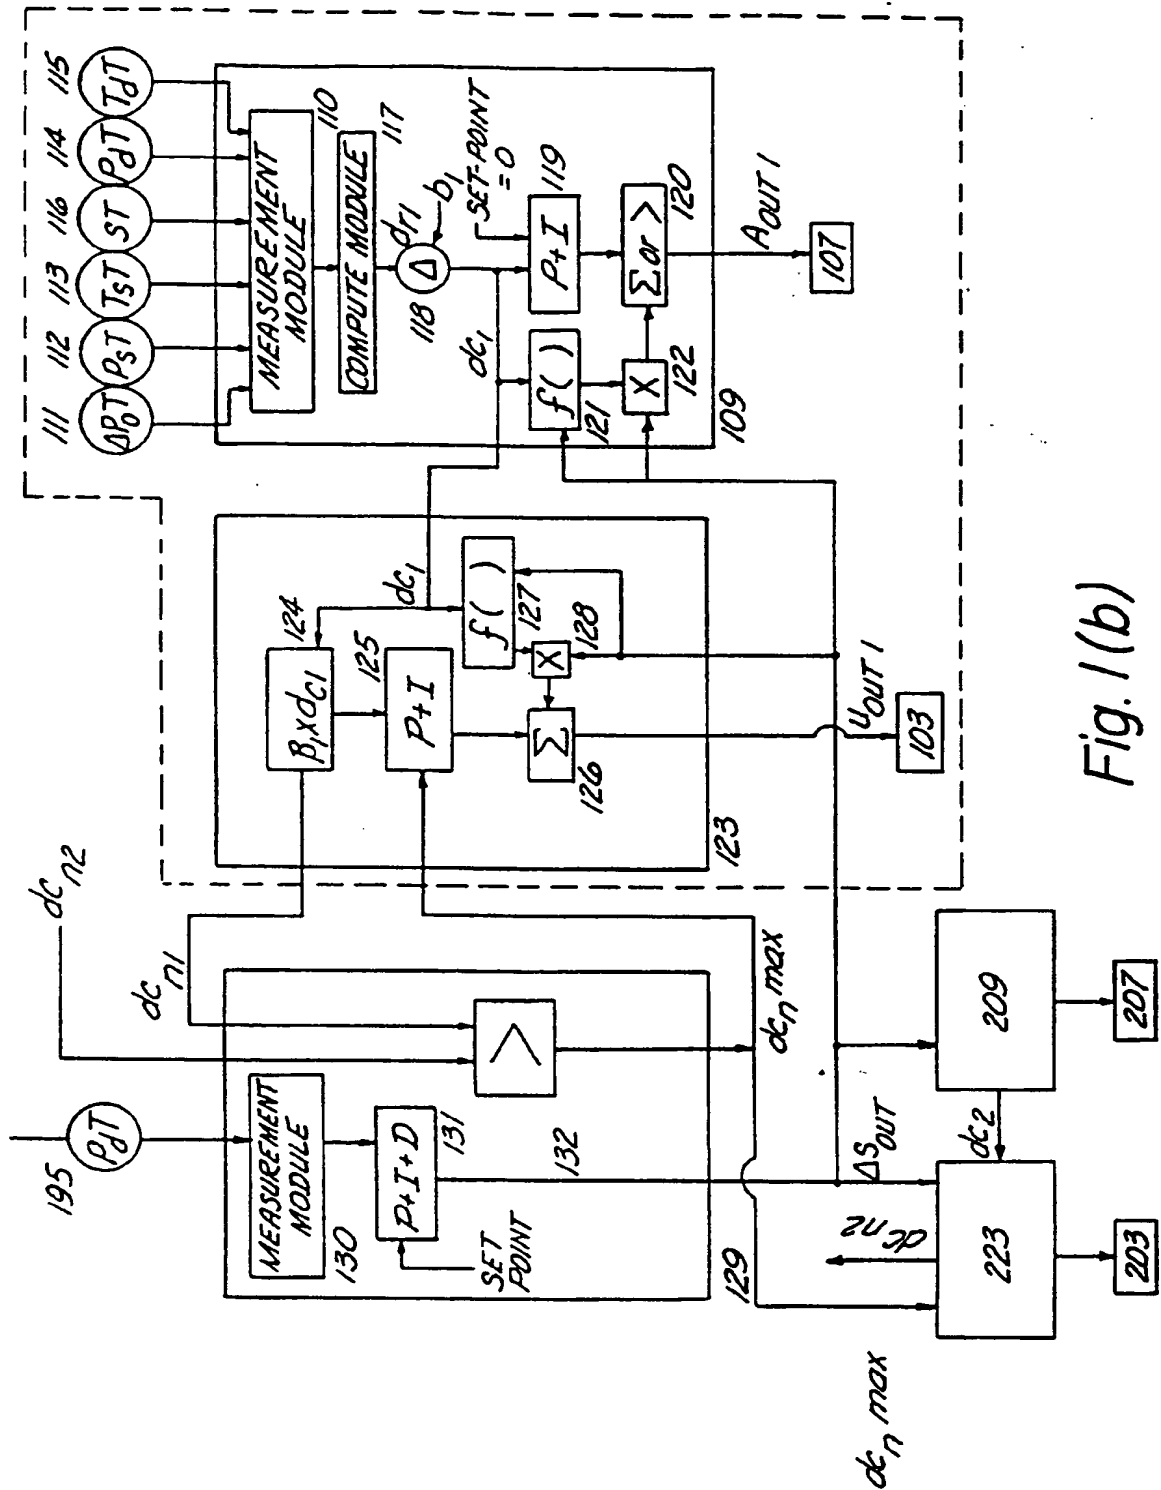 115
114
116
113
112
111
TdT
PdT
ST
TsT
PsT
ΔPoT
MEASUREMENT
MODULE
110
COMPUTE MODULE
117
dr1
Δ
118
b1
SET-POINT
=0
dc1
P+I
119
f( )
121
Σ or >
120
X
122
109
AOUT 1
107
β1xdc1
124
dc1
P+I
125
f( )
127
X
128
Σ
126
123
UOUT 1
103
dcn2
dcn1
195
PdT
MEASUREMENT
MODULE
130
P+I+D
131
SET
POINT
>
132
129
dcn max
ΔSOUT
209
207
dc2
223
203
dcn2
dcn max
Fig. 1(b)